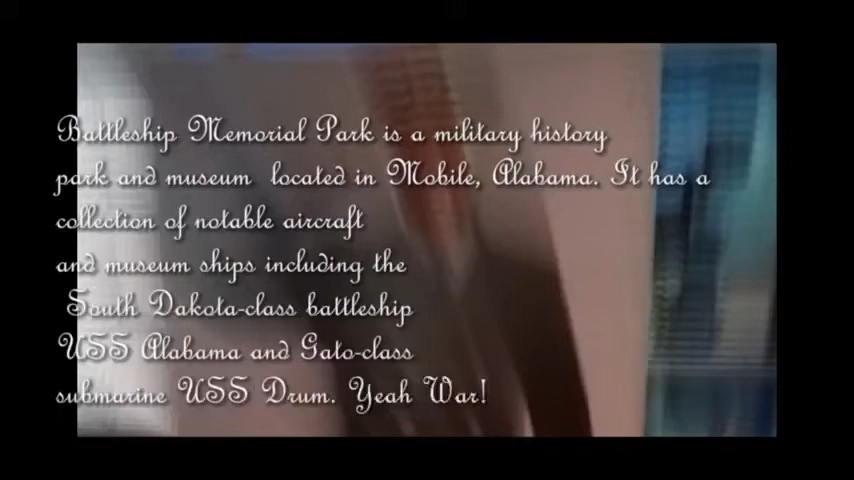 Battleship Memorial Park is a military history
park and museum located in Mobile, Alabama. It has a
collection of notable aircraft
and museum ships including the
South Dakota-class battleship
USS Alabama and Gato-class
submarine USS Drum. Yeah War!